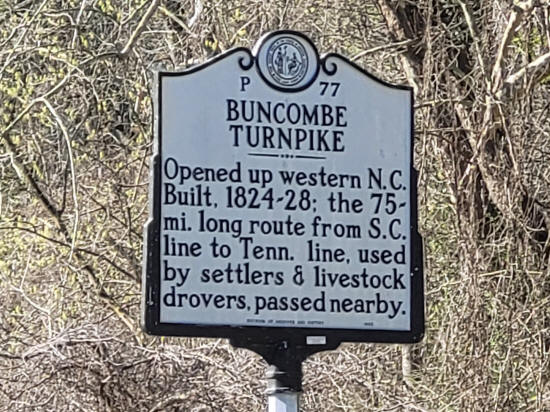 P 77
BUNCOMBE
TURNPIKE
Opened up western N.C.
Built, 1824-28; the 75-
mi. long route from S.C.
line to Tenn. line, used
by settlers & livestock
drovers, passed nearby.